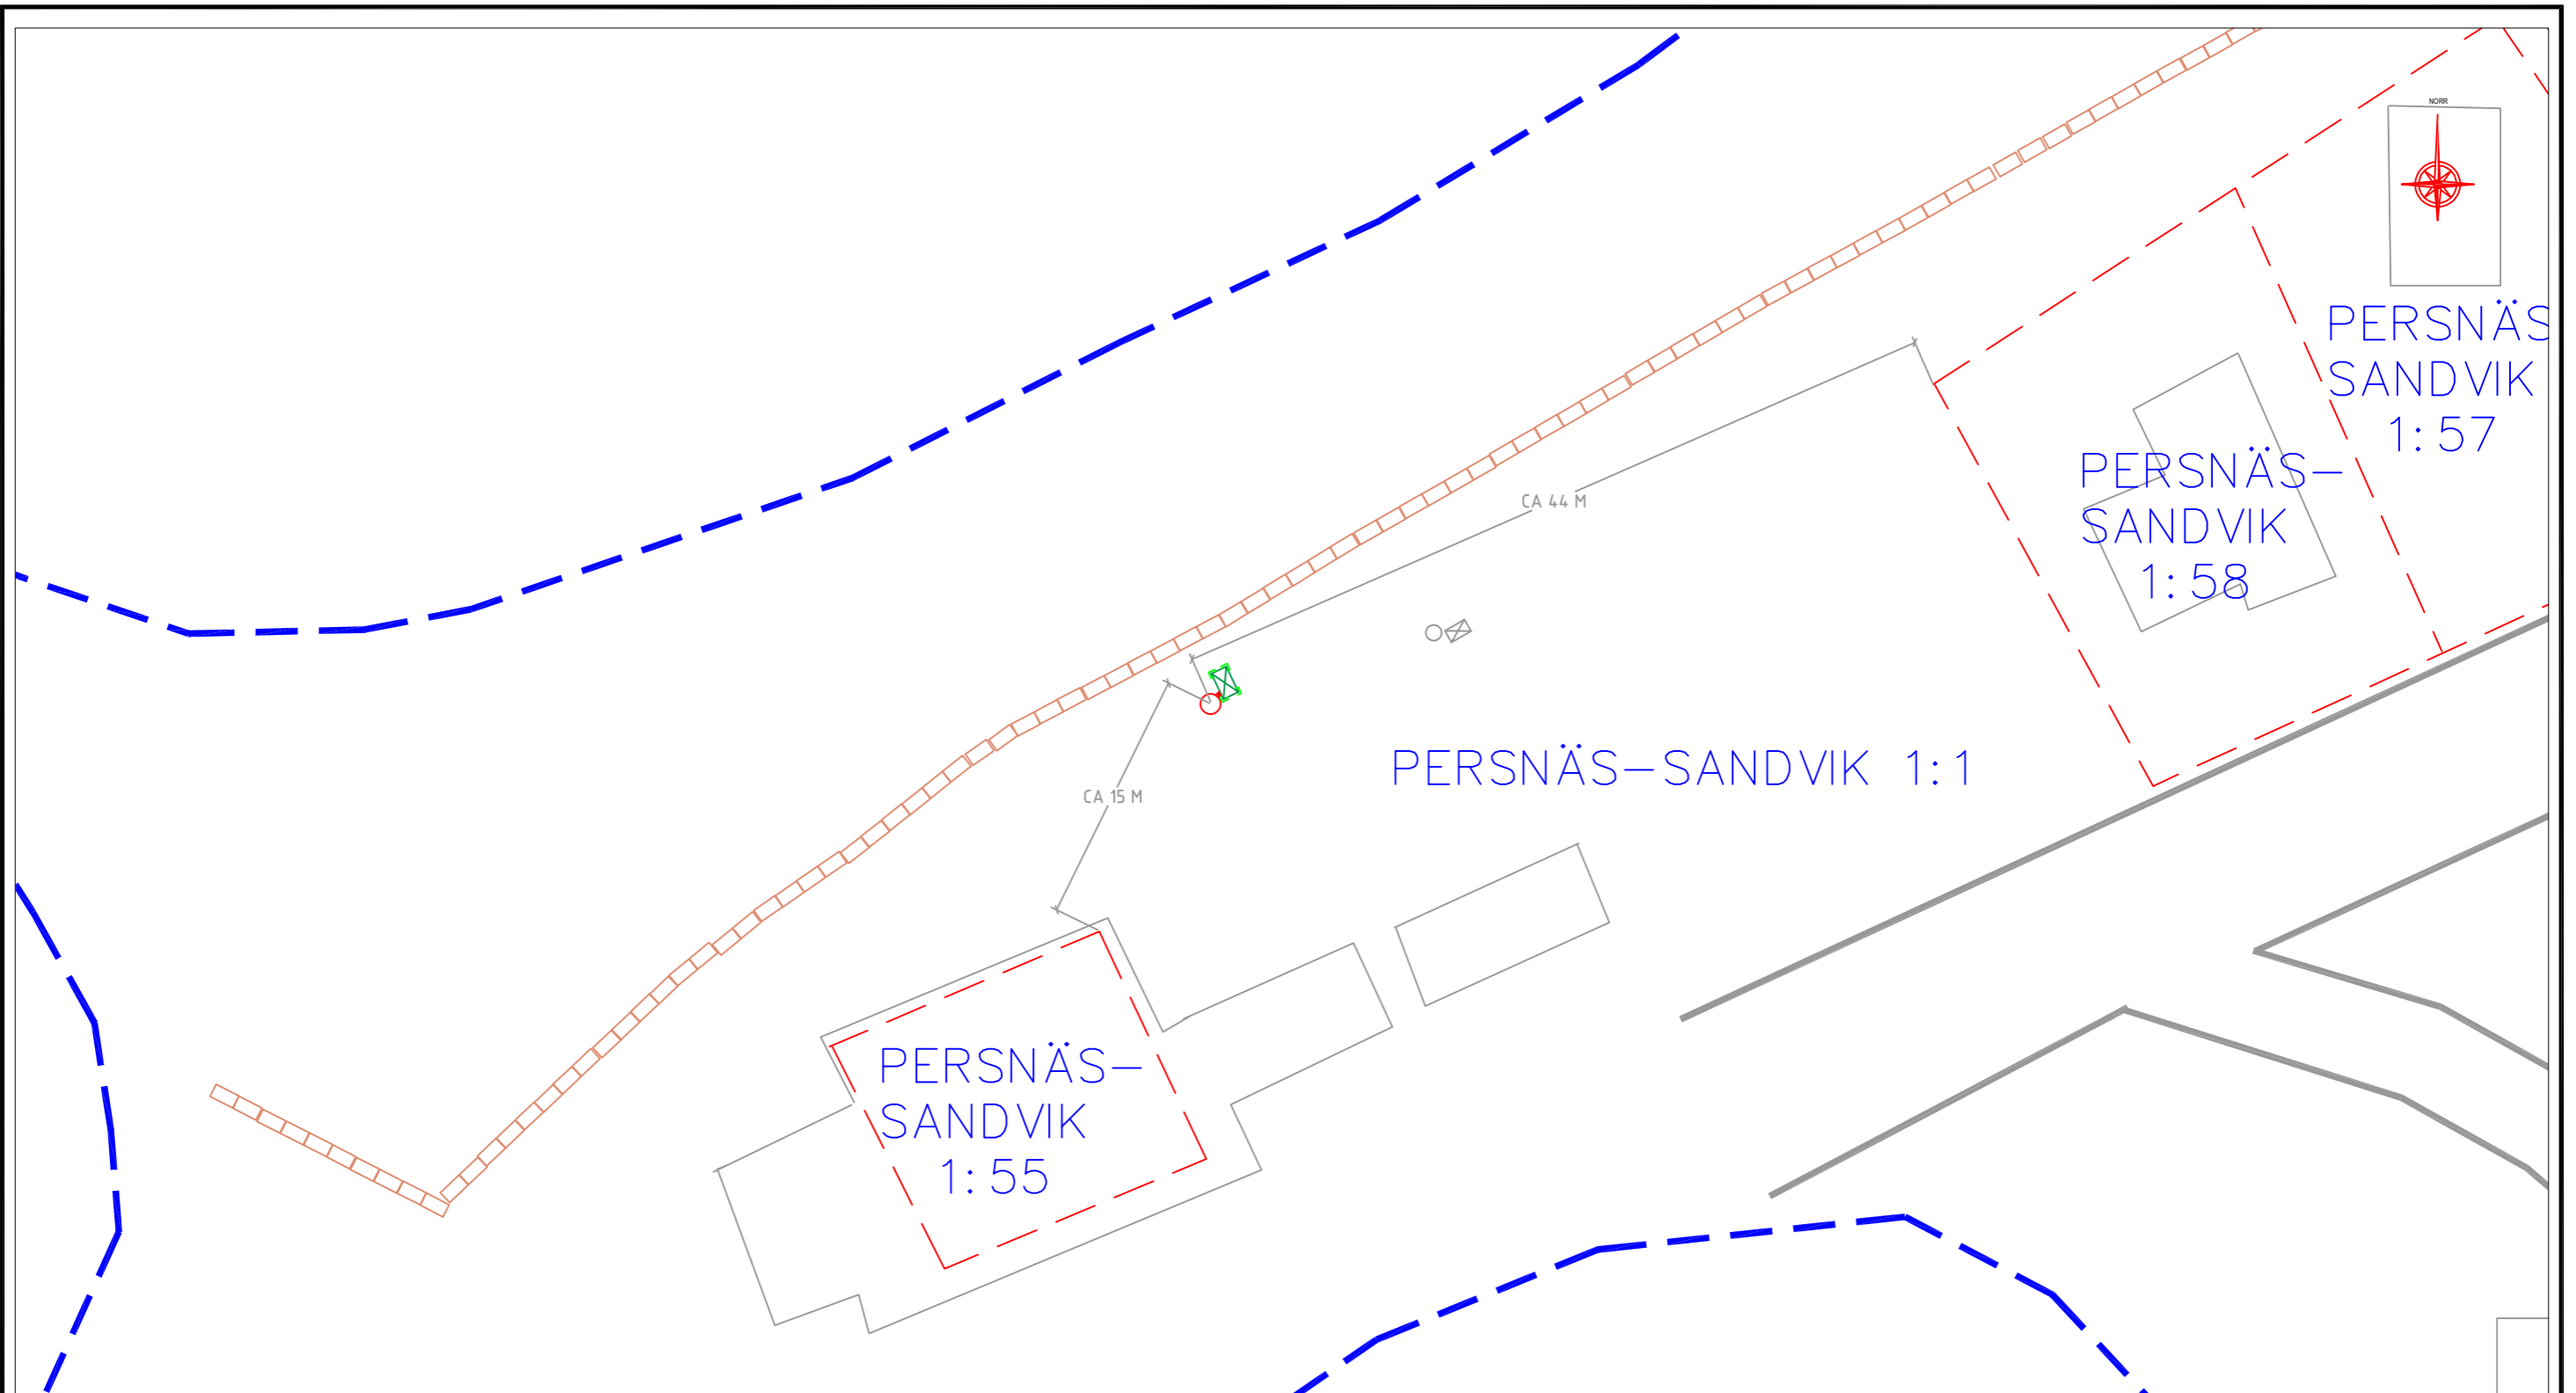 NORR
PERSNÄS
SANDVIK
1:57
PERSNÄS-
SANDVIK
1:58
CA 44 M
PERSNÄS-SANDVIK 1:1
CA 15 M
PERSNÄS-
SANDVIK
1:55